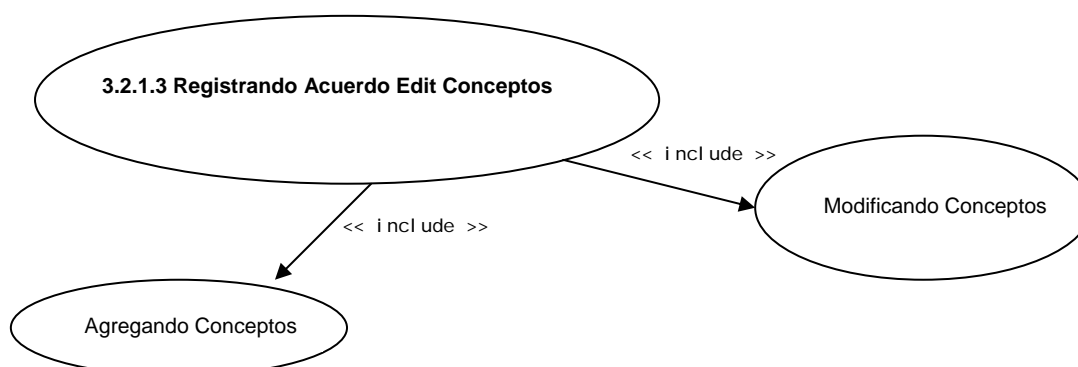 3.2.1.3 Registrando Acuerdo Edit Conceptos
<< include >>
Modificando Conceptos
<< include >>
Agregando Conceptos